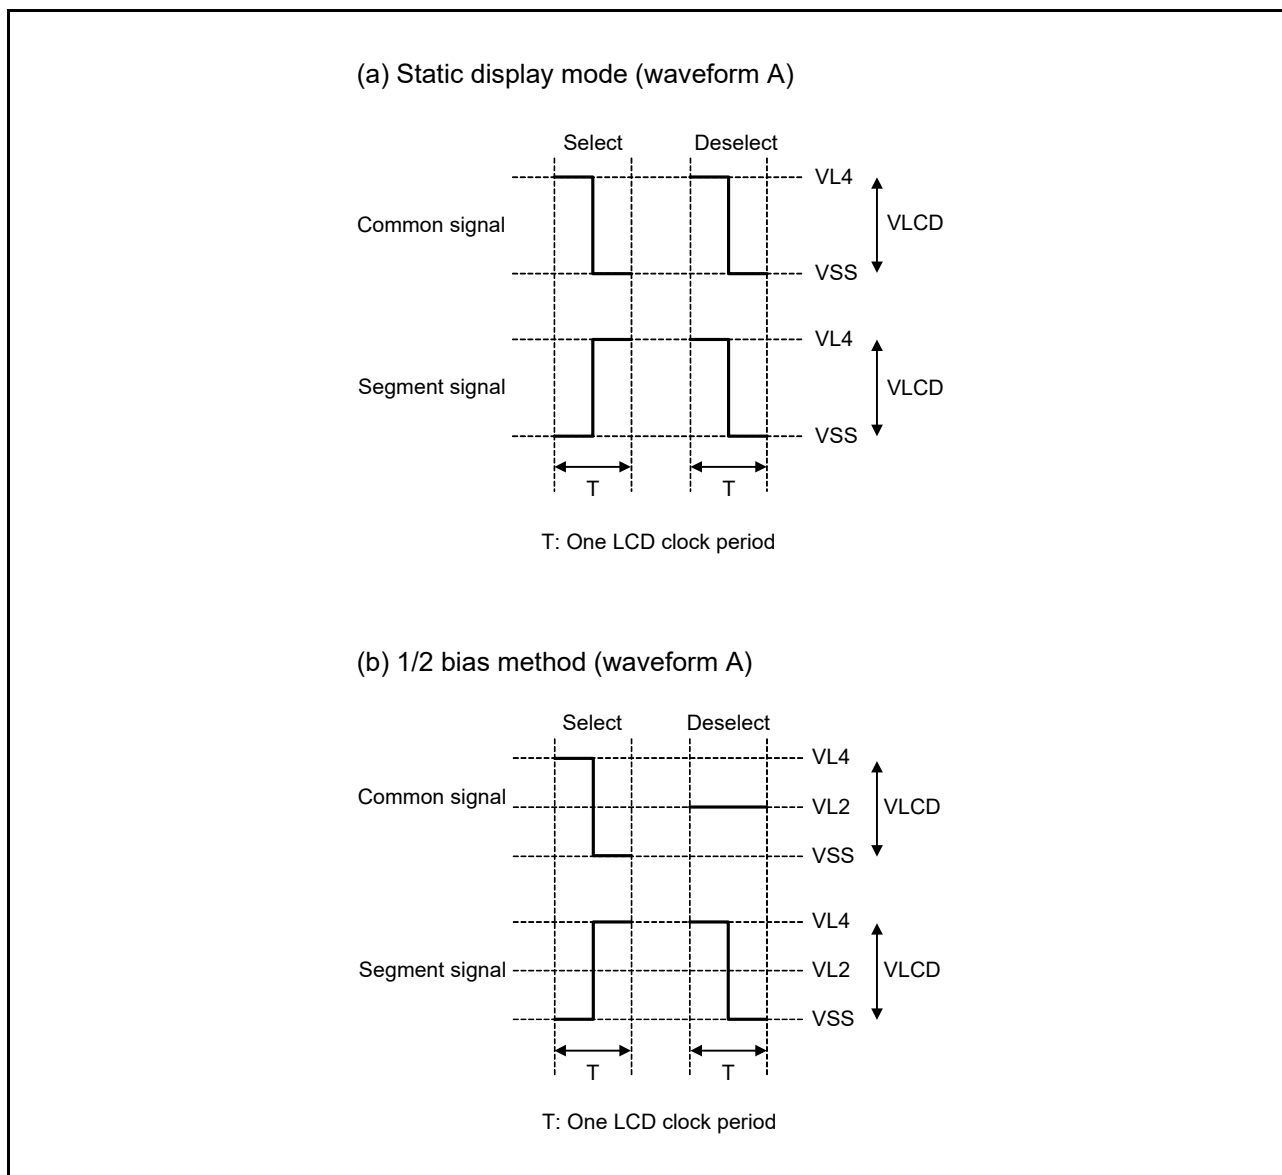 (a) Static display mode (waveform A)
Select Deselect
VL4
Common signal VLCD
VSS
VL4
Segment signal VLCD
VSS
T T
T: One LCD clock period
(b) 1/2 bias method (waveform A)
Select Deselect
VL4
Common signal VL2 VLCD
VSS
VL4
Segment signal VL2 VLCD
VSS
T T
T: One LCD clock period